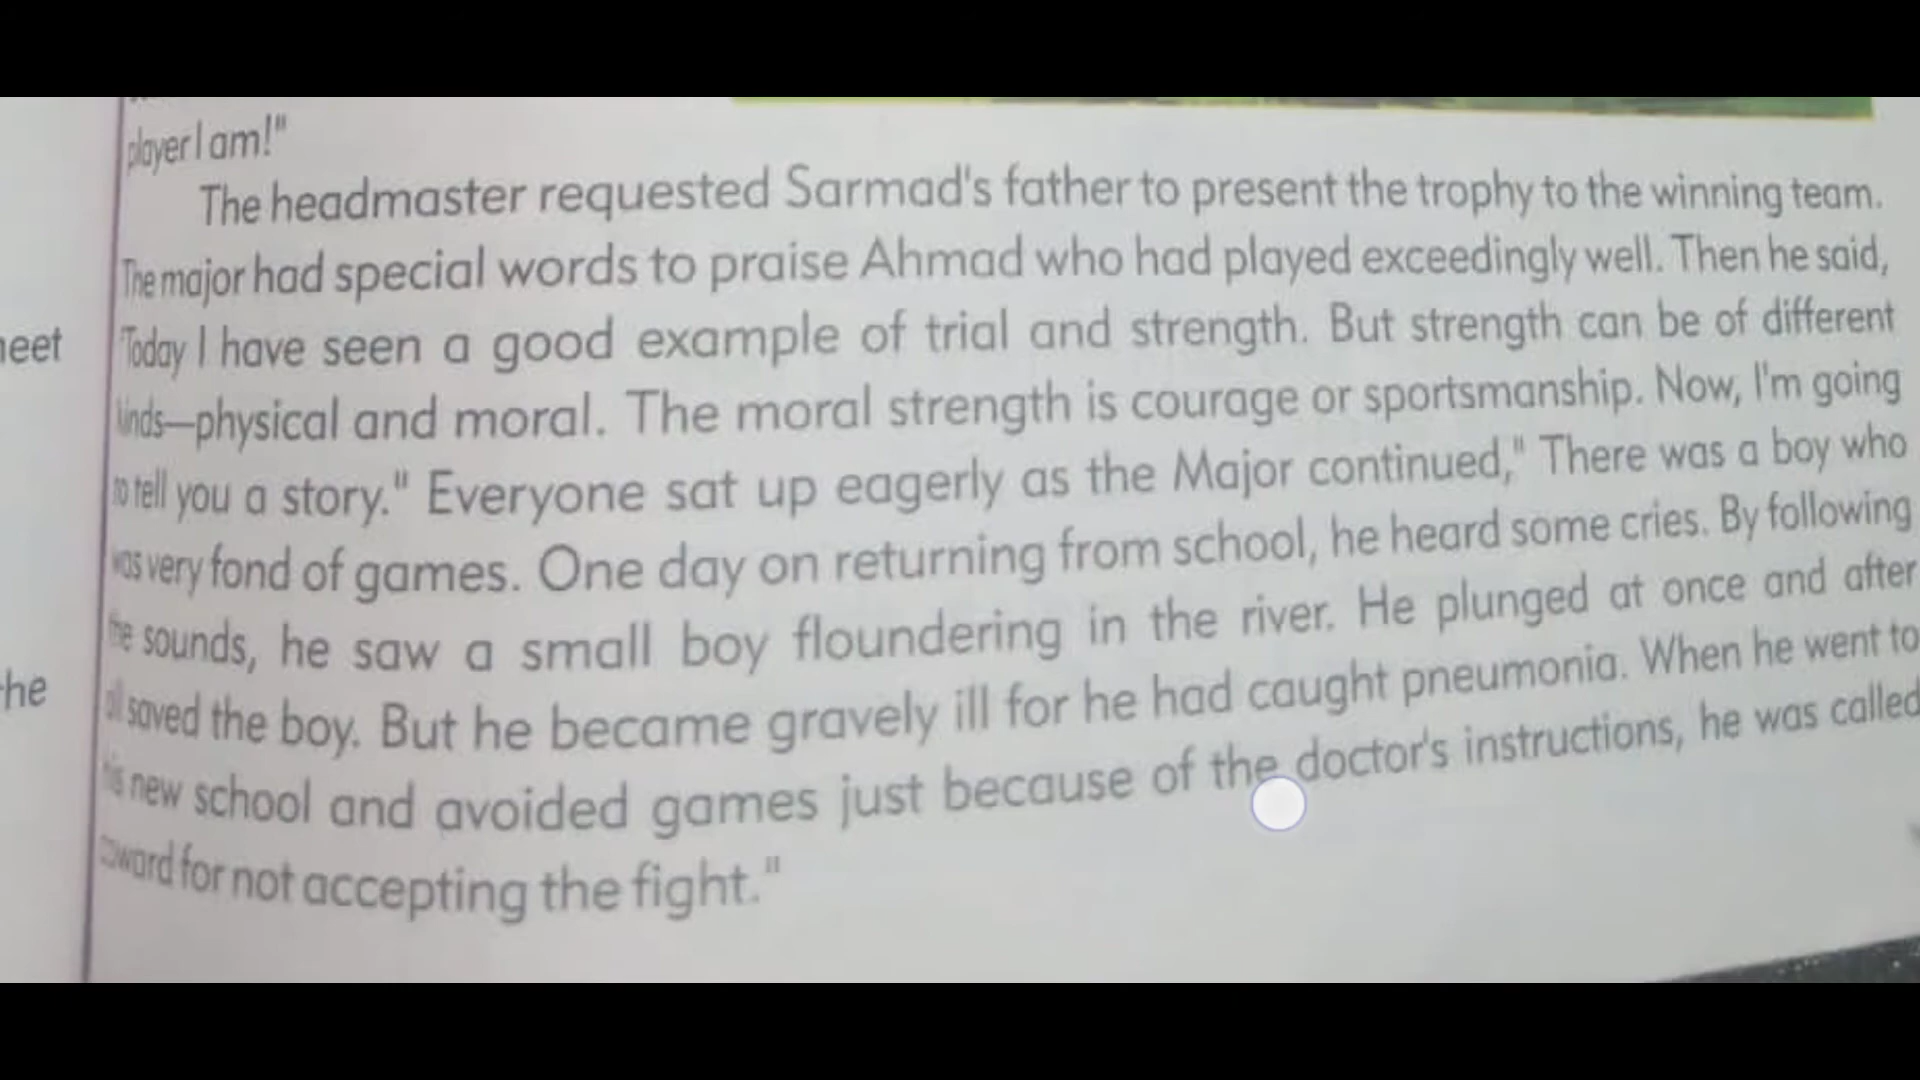 player I am!"
The headmaster requested Sarmad's father to present the trophy to the winning team.
The major had special words to praise Ahmad who had played exceedingly well. Then he said,
"Today I have seen a good example of trial and strength. But strength can be of different
kinds—physical and moral. The moral strength is courage or sportsmanship. Now, I'm going
to tell you a story." Everyone sat up eagerly as the Major continued," There was a boy who
was very fond of games. One day on returning from school, he heard some cries. By following
the sounds, he saw a small boy floundering in the river. He plunged at once and after
all saved the boy. But he became gravely ill for he had caught pneumonia. When he went to
his new school and avoided games just because of the doctor's instructions, he was called
coward for not accepting the fight."